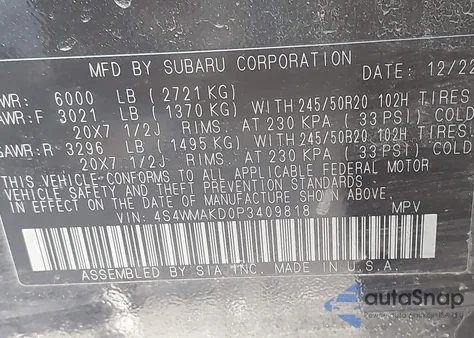 MFD BY SUBARU CORPORATION DATE: 12/22
WR: 6000 LB (2721 KG)
AWR:F 3021 LB (1370 KG) WITH 245/50R20 102H TIRES
20X7 1/2J RIMS. AT 230 KPA (33 PSI) COLD
GAWR:R 3296 LB (1495 KG) WITH 245/50R20 102H TIRES
20X7 1/2J RIMS. AT 230 KPA (33 PSI) COLD
THIS VEHICLE CONFORMS TO ALL APPLICABLE FEDERAL MOTOR
VEHICLE SAFETY AND THEFT PREVENTION STANDARDS IN
EFFECT ON THE DATE OF MANUFACTURE SHOWN ABOVE.
VIN: 4S4WMAKD0P3409818 MPV
ASSEMBLED BY SIA, INC. MADE IN U.S.A.
autoSnap
Power autoamplified by